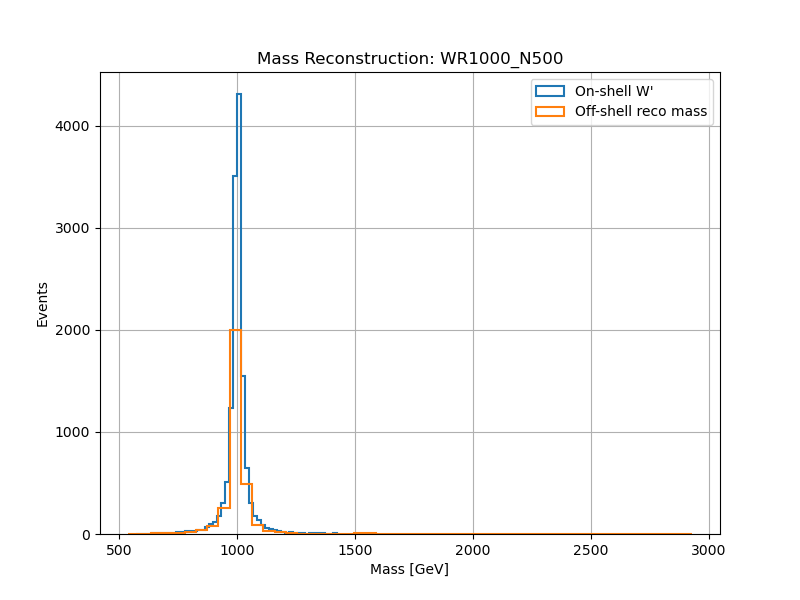 Mass Reconstruction: WR1000_N500
On-shell W'
Off-shell reco mass
Events
4000
3000
2000
1000
0
500
1000
1500
2000
2500
3000
Mass [GeV]